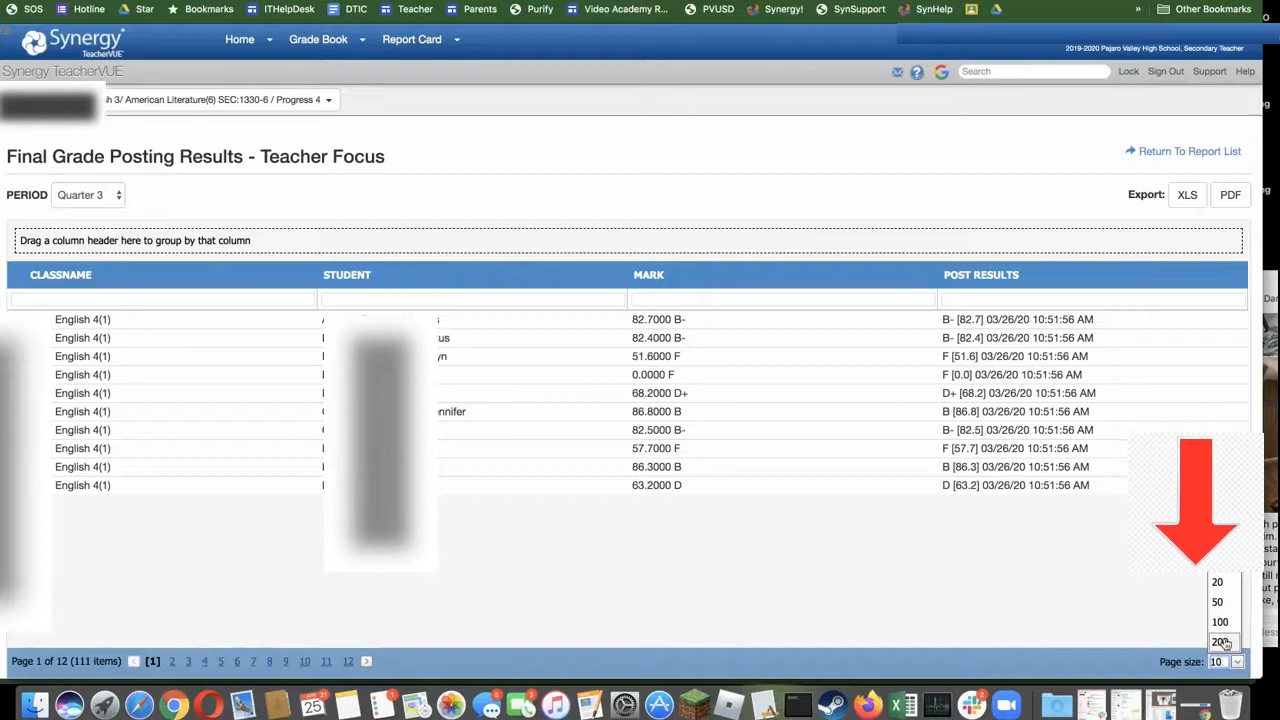 SOS Hotline Star Bookmarks ITHelpDesk DTIC Teacher Parents Purify Video Academy R... PVUSD Synergy! SynSupport SynHelp » Other Bookmarks
Synergy Home Grade Book Report Card
TeacherVUE
2019-2020 Pajaro Valley High School, Secondary Teacher
Synergy TeacherVUE Search Lock Sign Out Support Help
h 3/ American Literature(6) SEC:1330-6 / Progress 4
Final Grade Posting Results - Teacher Focus Return To Report List
PERIOD Quarter 3 Export: XLS PDF
Drag a column header here to group by that column
CLASSNAME STUDENT MARK POST RESULTS
English 4(1) 82.7000 B- B- [82.7] 03/26/20 10:51:56 AM
English 4(1) tus 82.4000 B- B- [82.4] 03/26/20 10:51:56 AM
English 4(1) yn 51.6000 F F [51.6] 03/26/20 10:51:56 AM
English 4(1) 0.0000 F F [0.0] 03/26/20 10:51:56 AM
English 4(1) 68.2000 D+ D+ [68.2] 03/26/20 10:51:56 AM
English 4(1) ennifer 86.8000 B B [86.8] 03/26/20 10:51:56 AM
English 4(1) 82.5000 B- B- [82.5] 03/26/20 10:51:56 AM
English 4(1) 57.7000 F F [57.7] 03/26/20 10:51:56 AM
English 4(1) 86.3000 B B [86.3] 03/26/20 10:51:56 AM
English 4(1) 63.2000 D D [63.2] 03/26/20 10:51:56 AM
20
50
100
200
Page 1 of 12 (111 items) [1] 2 3 4 5 6 7 8 9 10 11 12 Page size: 10
APR 21
25